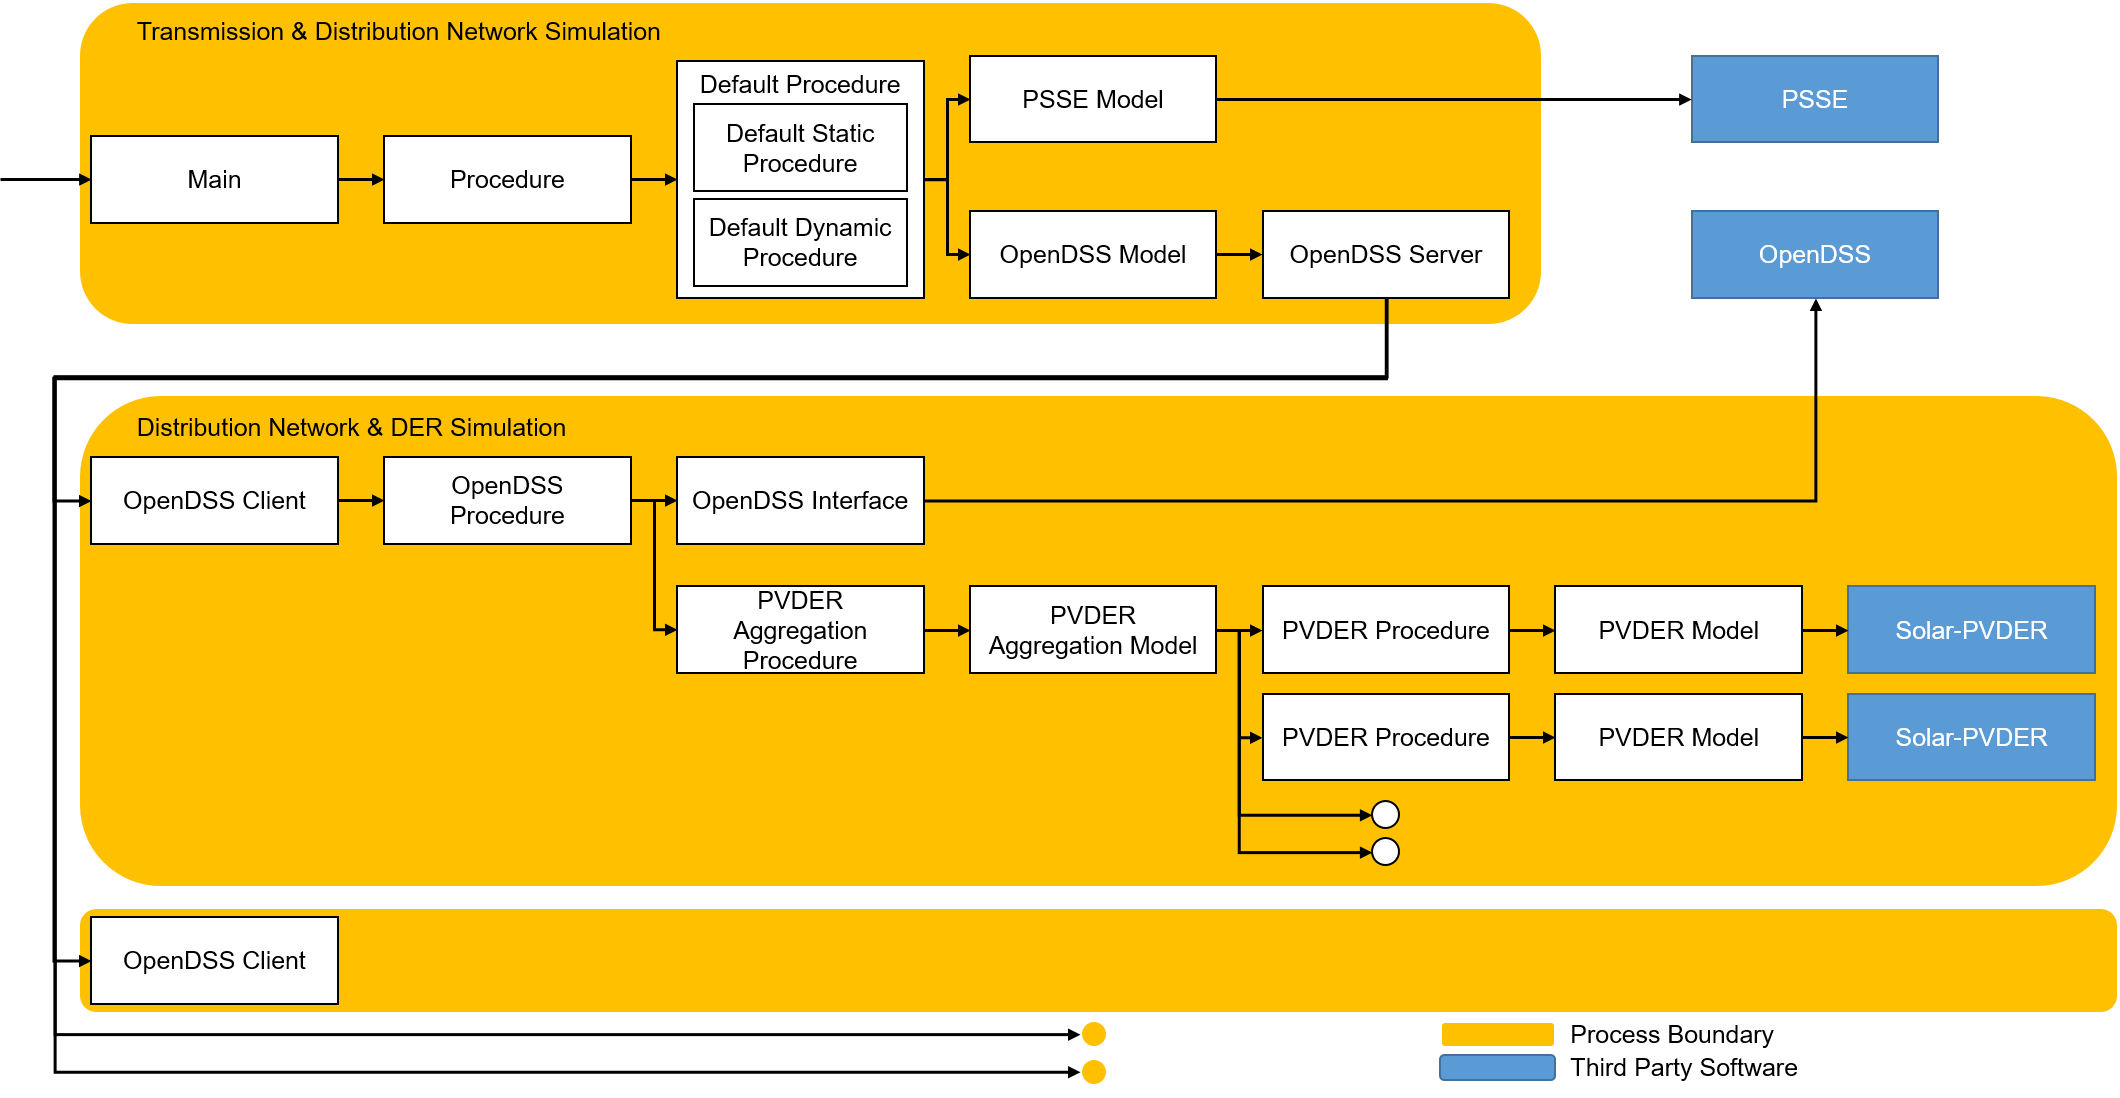 Transmission & Distribution Network Simulation
Main
Procedure
Default Procedure
Default Static
Procedure
Default Dynamic
Procedure
PSSE Model
OpenDSS Model
OpenDSS Server
PSSE
OpenDSS
Distribution Network & DER Simulation
OpenDSS Client
OpenDSS
Procedure
OpenDSS Interface
PVDER
Aggregation
Procedure
PVDER
Aggregation Model
PVDER Procedure
PVDER Model
Solar-PVDER
PVDER Procedure
PVDER Model
Solar-PVDER
OpenDSS Client
Process Boundary
Third Party Software